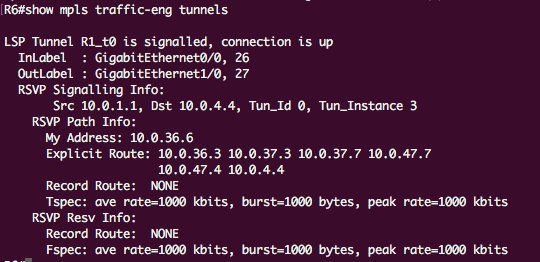 R6#show mpls traffic-eng tunnels
LSP Tunnel R1_t0 is signalled, connection is up
InLabel : GigabitEthernet0/0, 26
OutLabel : GigabitEthernet1/0, 27
RSVP Signalling Info:
Src 10.0.1.1, Dst 10.0.4.4, Tun_Id 0, Tun_Instance 3
RSVP Path Info:
My Address: 10.0.36.6
Explicit Route: 10.0.36.3 10.0.37.3 10.0.37.7 10.0.47.7
10.0.47.4 10.0.4.4
Record Route: NONE
Tspec: ave rate=1000 kbits, burst=1000 bytes, peak rate=1000 kbits
RSVP Resv Info:
Record Route: NONE
Fspec: ave rate=1000 kbits, burst=1000 bytes, peak rate=1000 kbits